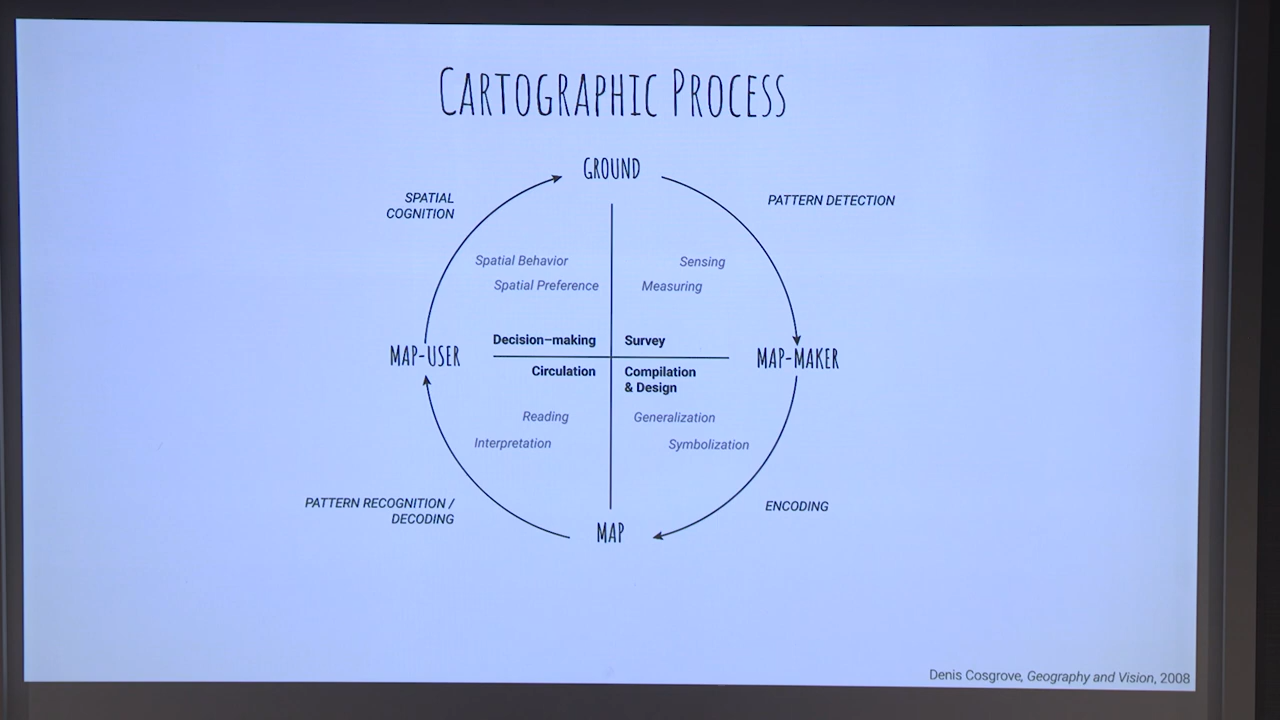 CARTOGRAPHIC PROCESS
GROUND
SPATIAL
COGNITION
PATTERN DETECTION
Spatial Behavior
Sensing
Spatial Preference
Measuring
Decision-making
Survey
MAP-USER
MAP-MAKER
Circulation
Compilation
& Design
Reading
Generalization
Interpretation
Symbolization
PATTERN RECOGNITION /
DECODING
ENCODING
MAP
Denis Cosgrove, Geography and Vision, 2008